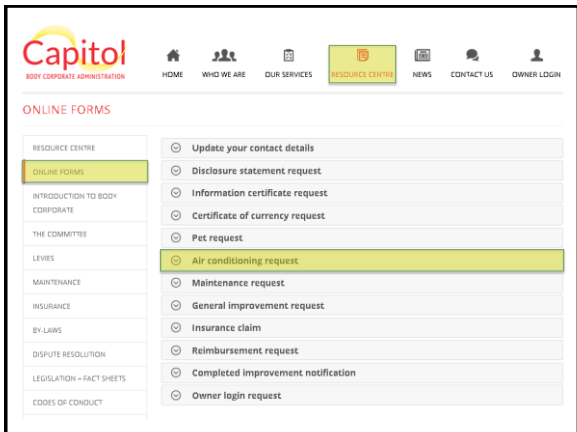 Capitol
BODY CORPORATE ADMINISTRATION
HOME
WHO WE ARE
OUR SERVICES
RESOURCE CENTRE
NEWS
CONTACT US
OWNER LOGIN
ONLINE FORMS
RESOURCE CENTRE
ONLINE FORMS
INTRODUCTION TO BODY
CORPORATE
THE COMMITTEE
LEVIES
MAINTENANCE
INSURANCE
BY-LAWS
DISPUTE RESOLUTION
LEGISLATION – FACT SHEETS
CODES OF CONDUCT
Update your contact details
Disclosure statement request
Information certificate request
Certificate of currency request
Pet request
Air conditioning request
Maintenance request
General improvement request
Insurance claim
Reimbursement request
Completed improvement notification
Owner login request